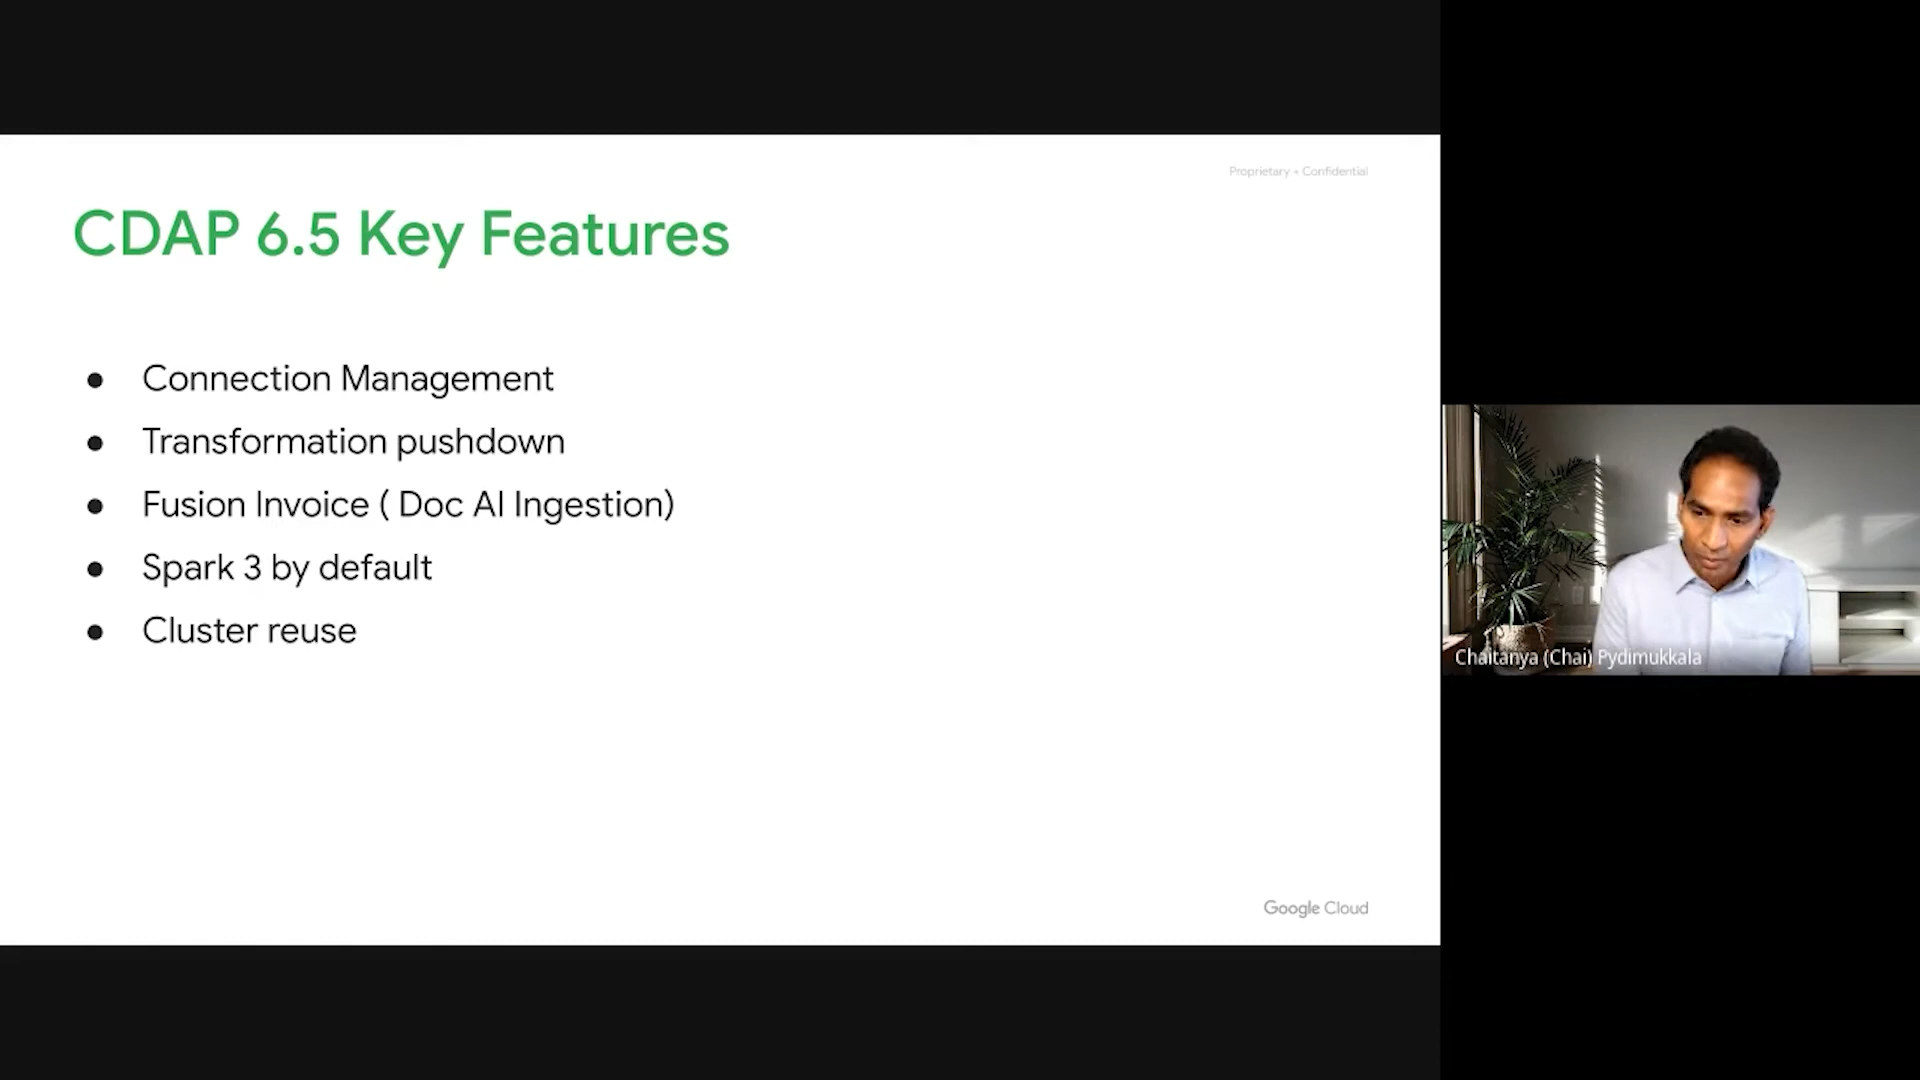 Proprietary + Confidential
CDAP 6.5 Key Features
● Connection Management
● Transformation pushdown
● Fusion Invoice ( Doc AI Ingestion)
● Spark 3 by default
● Cluster reuse
Google Cloud
Chaitanya (Chai) Pydimukkala